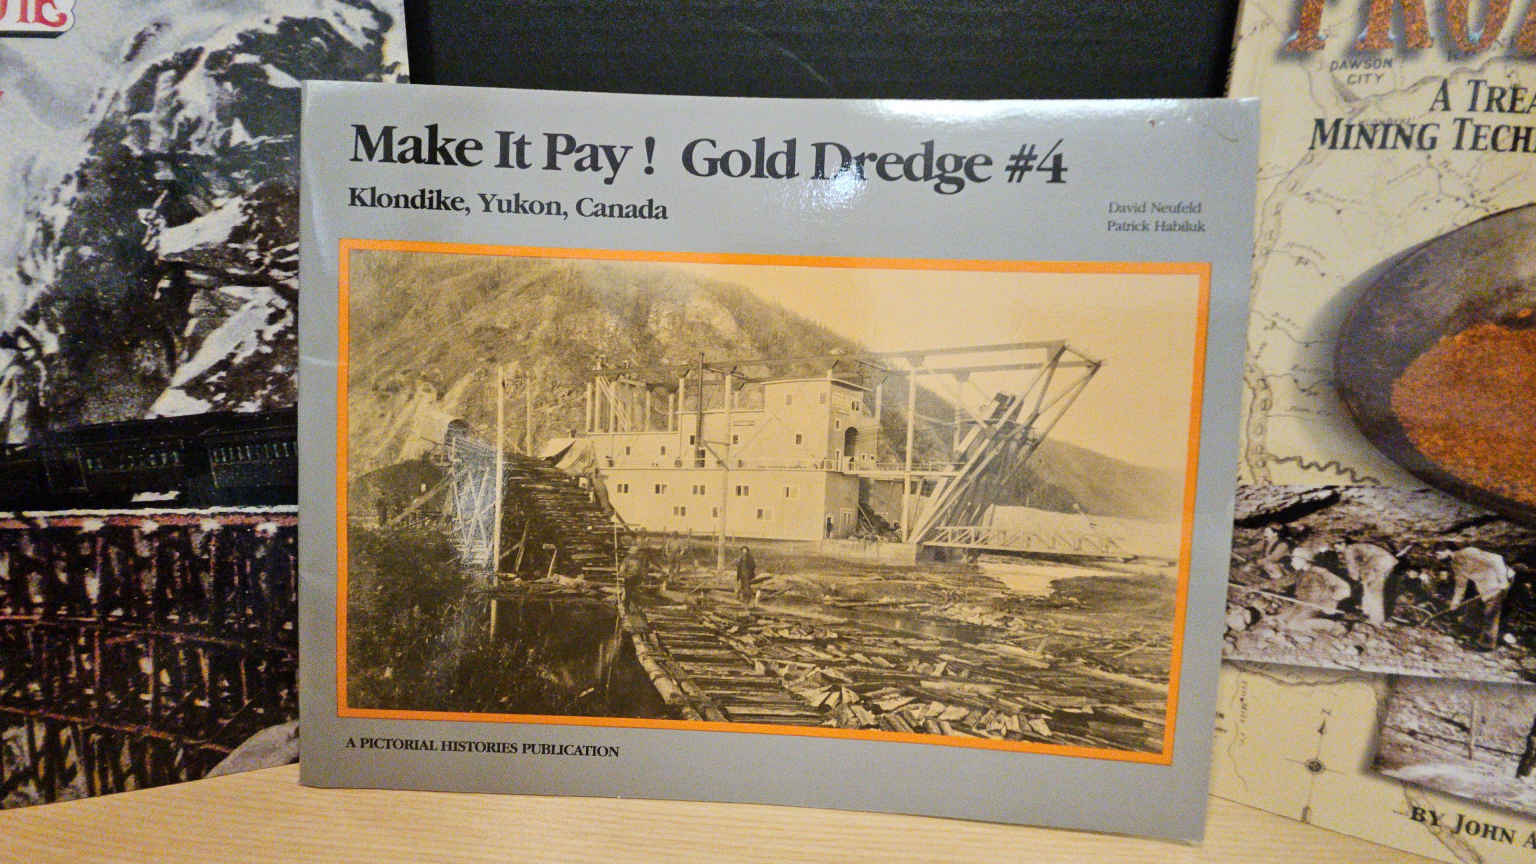 Make It Pay ! Gold Dredge #4
Klondike, Yukon, Canada
David Neufeld
Patrick Habiluk
A PICTORIAL HISTORIES PUBLICATION
DAWSON
CITY
A TREA
MINING TECH
BY JOHN A
N